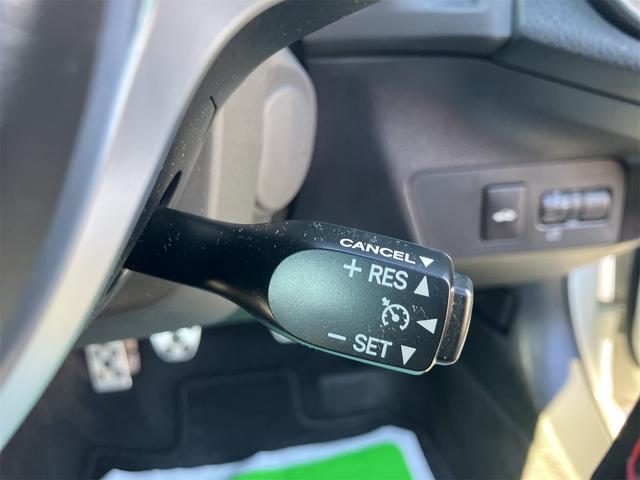 CANCEL▼
+ RES ▲
◀
− SET ▼